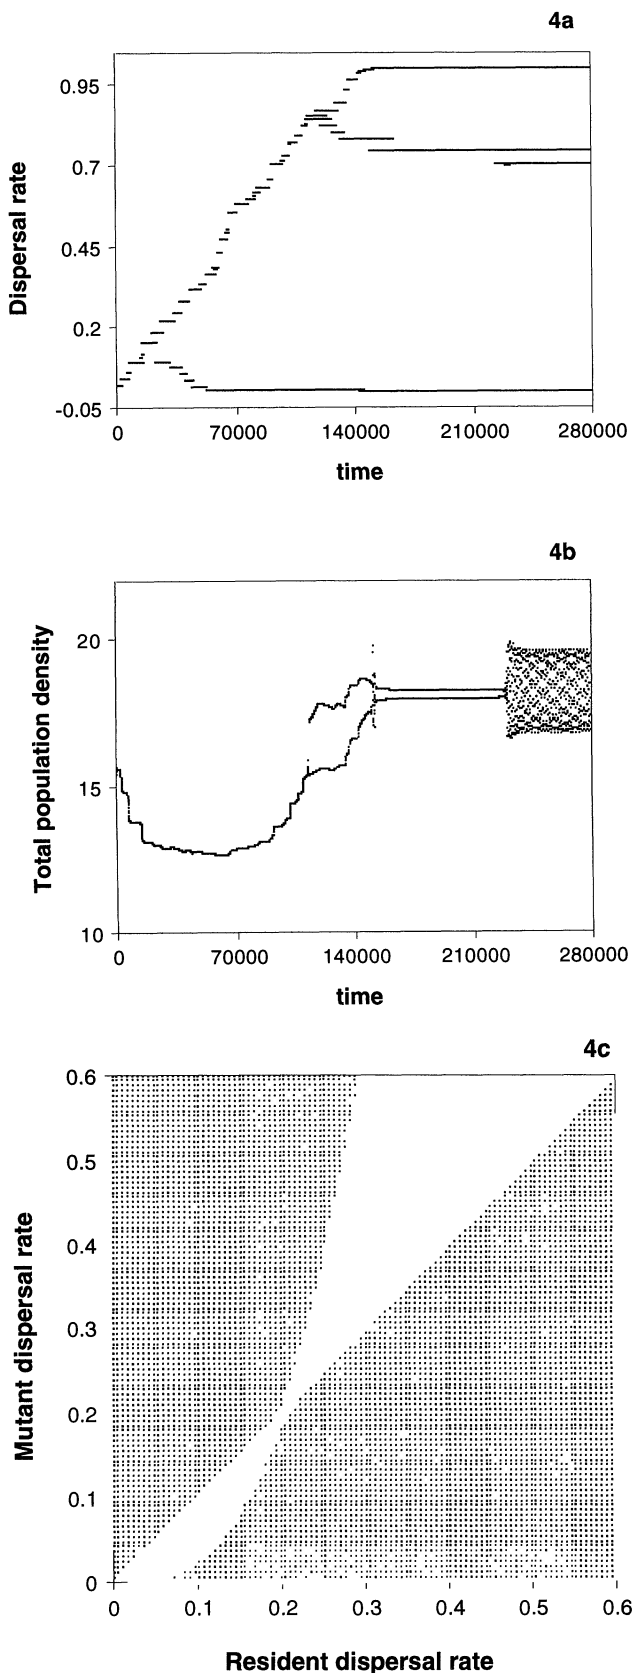 4a
0.95
0.7
0.45
0.2
-0.05
Dispersal rate
0 70000 140000 210000 280000
time
4b
20
15
10
Total population density
0 70000 140000 210000 280000
time
4c
0.6
0.5
0.4
0.3
0.2
0.1
0
Mutant dispersal rate
0 0.1 0.2 0.3 0.4 0.5 0.6
Resident dispersal rate